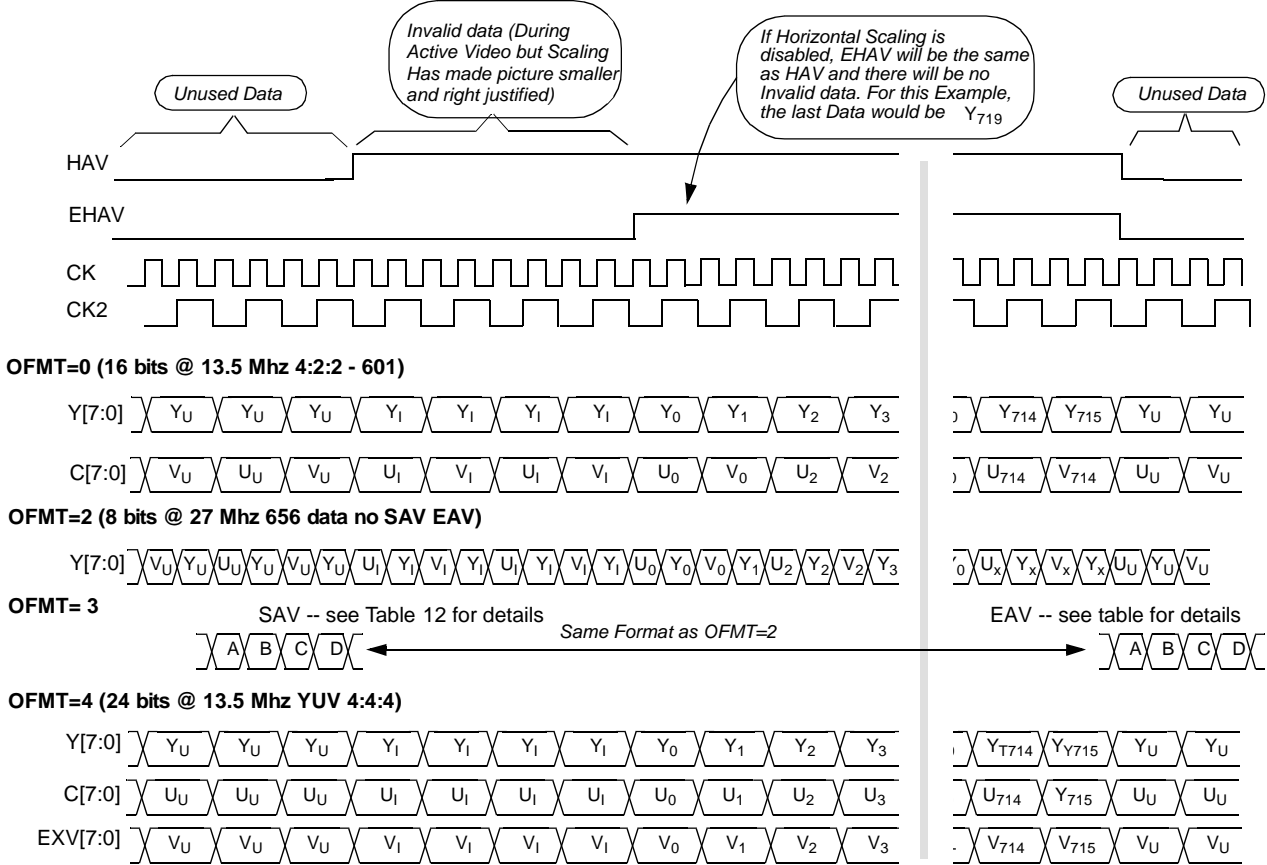 Invalid data (During
Active Video but Scaling
Has made picture smaller
and right justified)
If Horizontal Scaling is
disabled, EHAV will be the same
as HAV and there will be no
Invalid data. For this Example,
the last Data would be Y719
Unused Data
Unused Data
HAV
EHAV
CK
CK2
OFMT=0 (16 bits @ 13.5 Mhz 4:2:2 - 601)
Y[7:0] YU YU YU YI YI YI YI Y0 Y1 Y2 Y3 Y714 Y715 YU YU
C[7:0] VU UU VU UI VI UI VI U0 V0 U2 V2 U714 V714 UU VU
OFMT=2 (8 bits @ 27 Mhz 656 data no SAV EAV)
Y[7:0] VU YU UU YU VU YU UI YI VI YI UI YI VI YI U0 Y0 V0 Y1 U2 Y2 V2 Y3 Y0 Ux Yx Vx Yx UU YU VU
OFMT= 3
SAV -- see Table 12 for details
EAV -- see table for details
Same Format as OFMT=2
A B C D A B C D
OFMT=4 (24 bits @ 13.5 Mhz YUV 4:4:4)
Y[7:0] YU YU YU YI YI YI YI Y0 Y1 Y2 Y3 YT714 YY715 YU YU
C[7:0] UU UU UU UI UI UI UI U0 U1 U2 U3 U714 Y715 UU UU
EXV[7:0] VU VU VU VI VI VI VI V0 V1 V2 V3 V714 V715 VU VU